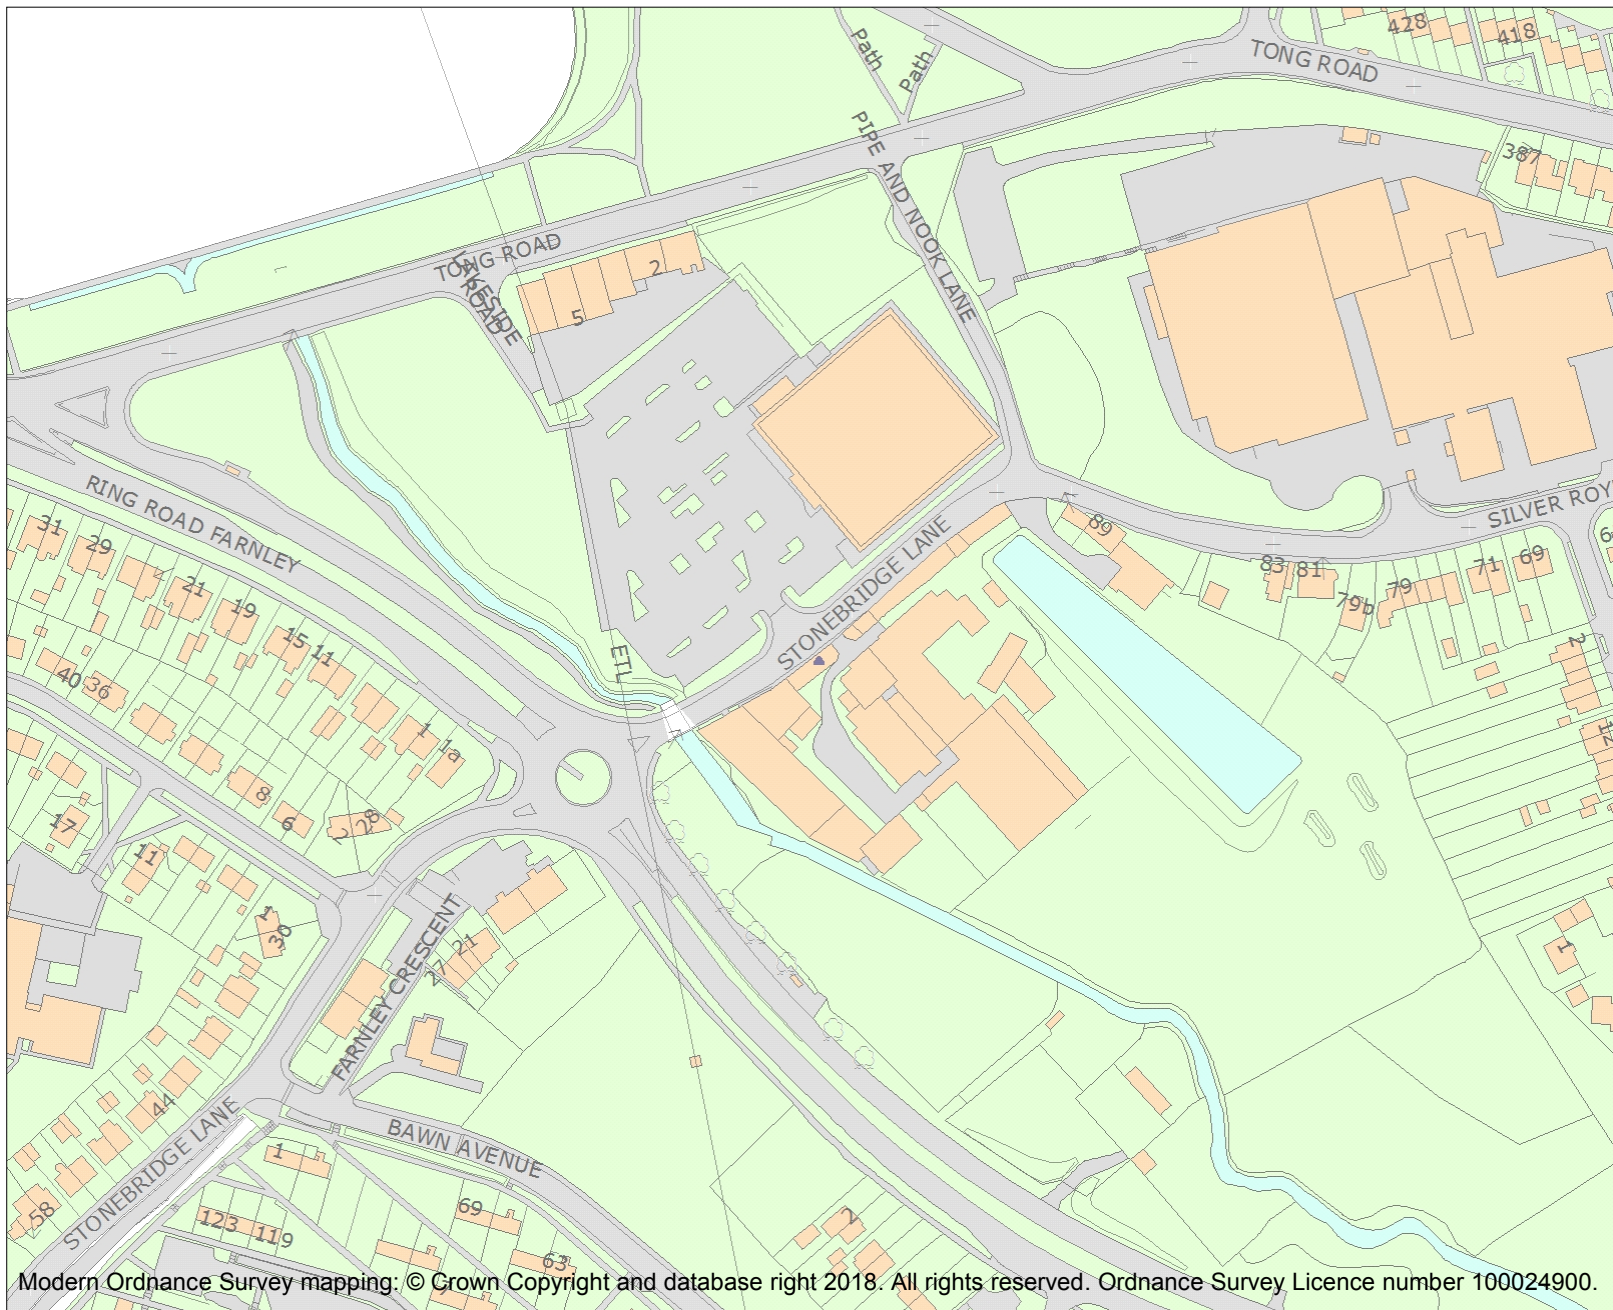 428
418
TONG ROAD
Path
Path
PIPE AND NOOK LANE
387
TONG ROAD
LAKESIDE
ROAD
2
5
RING ROAD FARNLEY
31
29
21
19
15
11
40
36
1
1a
8
6
2
28
17
11
1
30
STONEBRIDGE LANE
ETL
89
83
81
79b
79
71
69
SILVER ROY
6
2
12
1
FARNLEY CRESCENT
21
27
44
58
STONEBRIDGE LANE
BAWN AVENUE
1
123
119
69
63
2
Modern Ordnance Survey mapping: © Crown Copyright and database right 2018. All rights reserved. Ordnance Survey Licence number 100024900.